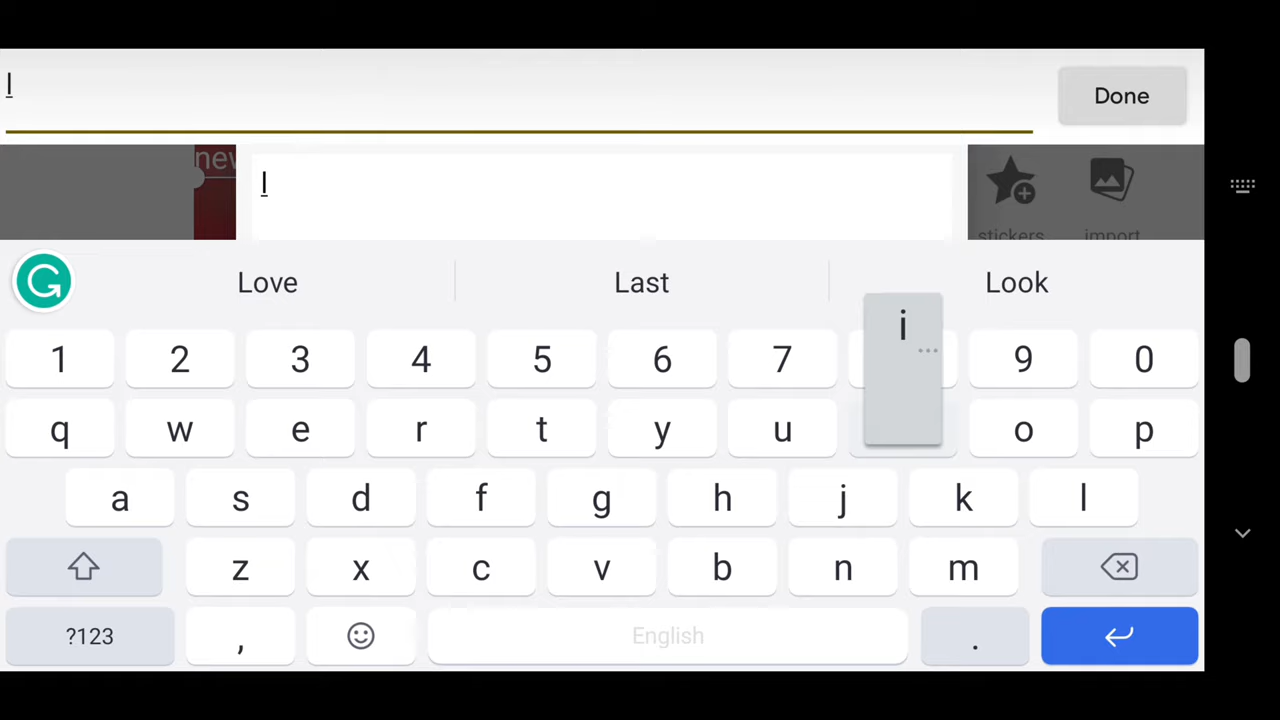 l
Done
new
l
stickers
import
Love
Last
Look
i
1
2
3
4
5
6
7
9
0
q
w
e
r
t
y
u
o
p
a
s
d
f
g
h
j
k
l
z
x
c
v
b
n
m
?123
,
English
.